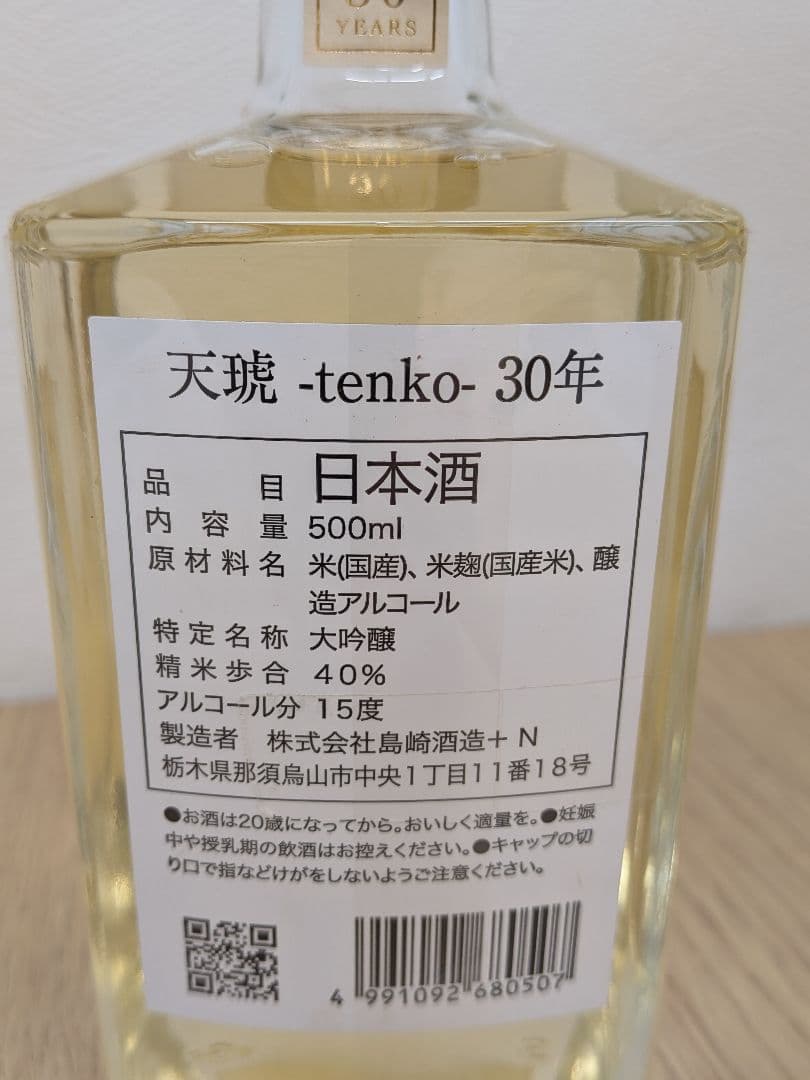 YEARS
天琥 -tenko- 30年
品目 日本酒
内容量 500ml
原材料名 米(国産)、米麹(国産米)、醸
造アルコール
特定名称 大吟醸
精米歩合 40%
アルコール分 15度
製造者 株式会社島崎酒造+N
栃木県那須烏山市中央1丁目11番18号
●お酒は20歳になってから。おいしく適量を。●妊娠
中や授乳期の飲酒はお控えください。●キャップの切
り口で指などけがをしないようご注意ください。
4 991092 680507